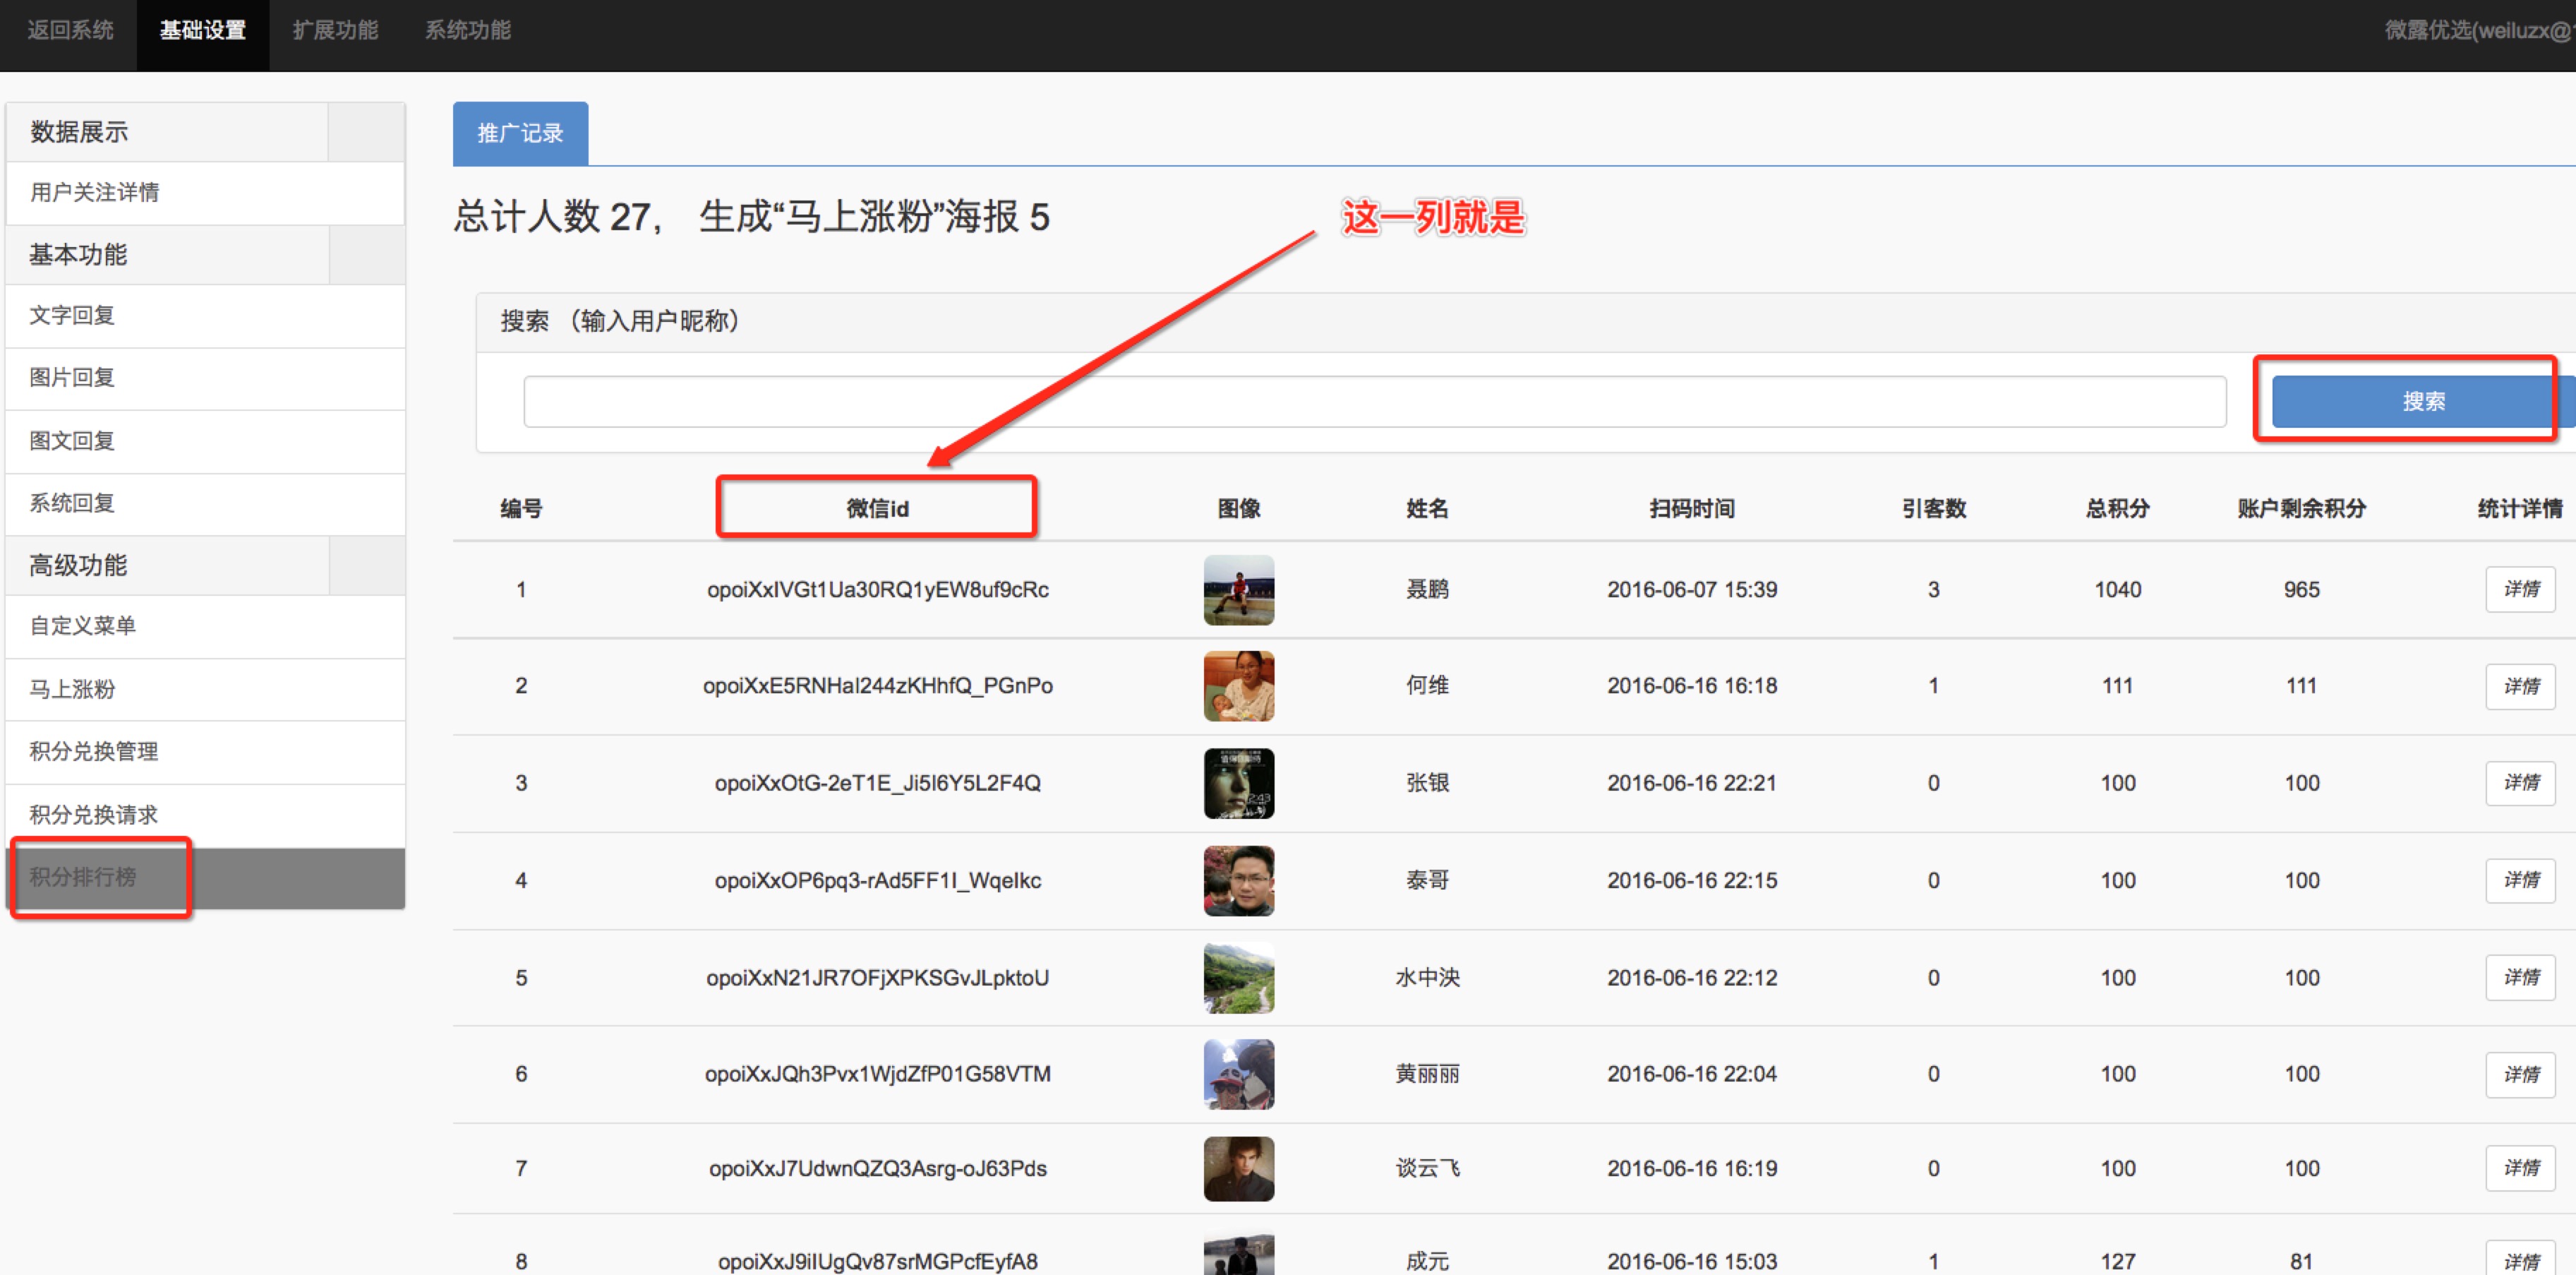 返回系统 基础设置 扩展功能 系统功能
微露优选(weiluzx@
数据展示
用户关注详情
基本功能
文字回复
图片回复
图文回复
系统回复
高级功能
自定义菜单
马上涨粉
积分兑换管理
积分兑换请求
积分排行榜
推广记录
总计人数 27， 生成“马上涨粉”海报 5
这一列就是
搜索 （输入用户昵称）
搜索
编号 微信id 图像 姓名 扫码时间 引客数 总积分 账户剩余积分 统计详情
1 opoiXxIVGt1Ua30RQ1yEW8uf9cRc 聂鹏 2016-06-07 15:39 3 1040 965 详情
2 opoiXxE5RNHaI244zKHhfQ_PGnPo 何维 2016-06-16 16:18 1 111 111 详情
3 opoiXxOtG-2eT1E_Ji5I6Y5L2F4Q 张银 2016-06-16 22:21 0 100 100 详情
4 opoiXxOP6pq3-rAd5FF1I_WqeIkc 泰哥 2016-06-16 22:15 0 100 100 详情
5 opoiXxN21JR7OFjXPKSGvJLpktoU 水中泱 2016-06-16 22:12 0 100 100 详情
6 opoiXxJQh3Pvx1WjdZfP01G58VTM 黄丽丽 2016-06-16 22:04 0 100 100 详情
7 opoiXxJ7UdwnQZQ3Asrg-oJ63Pds 谈云飞 2016-06-16 16:19 0 100 100 详情
8 opoiXxJ9iIUgQv87srMGPcfEyfA8 成元 2016-06-16 15:03 1 127 81 详情